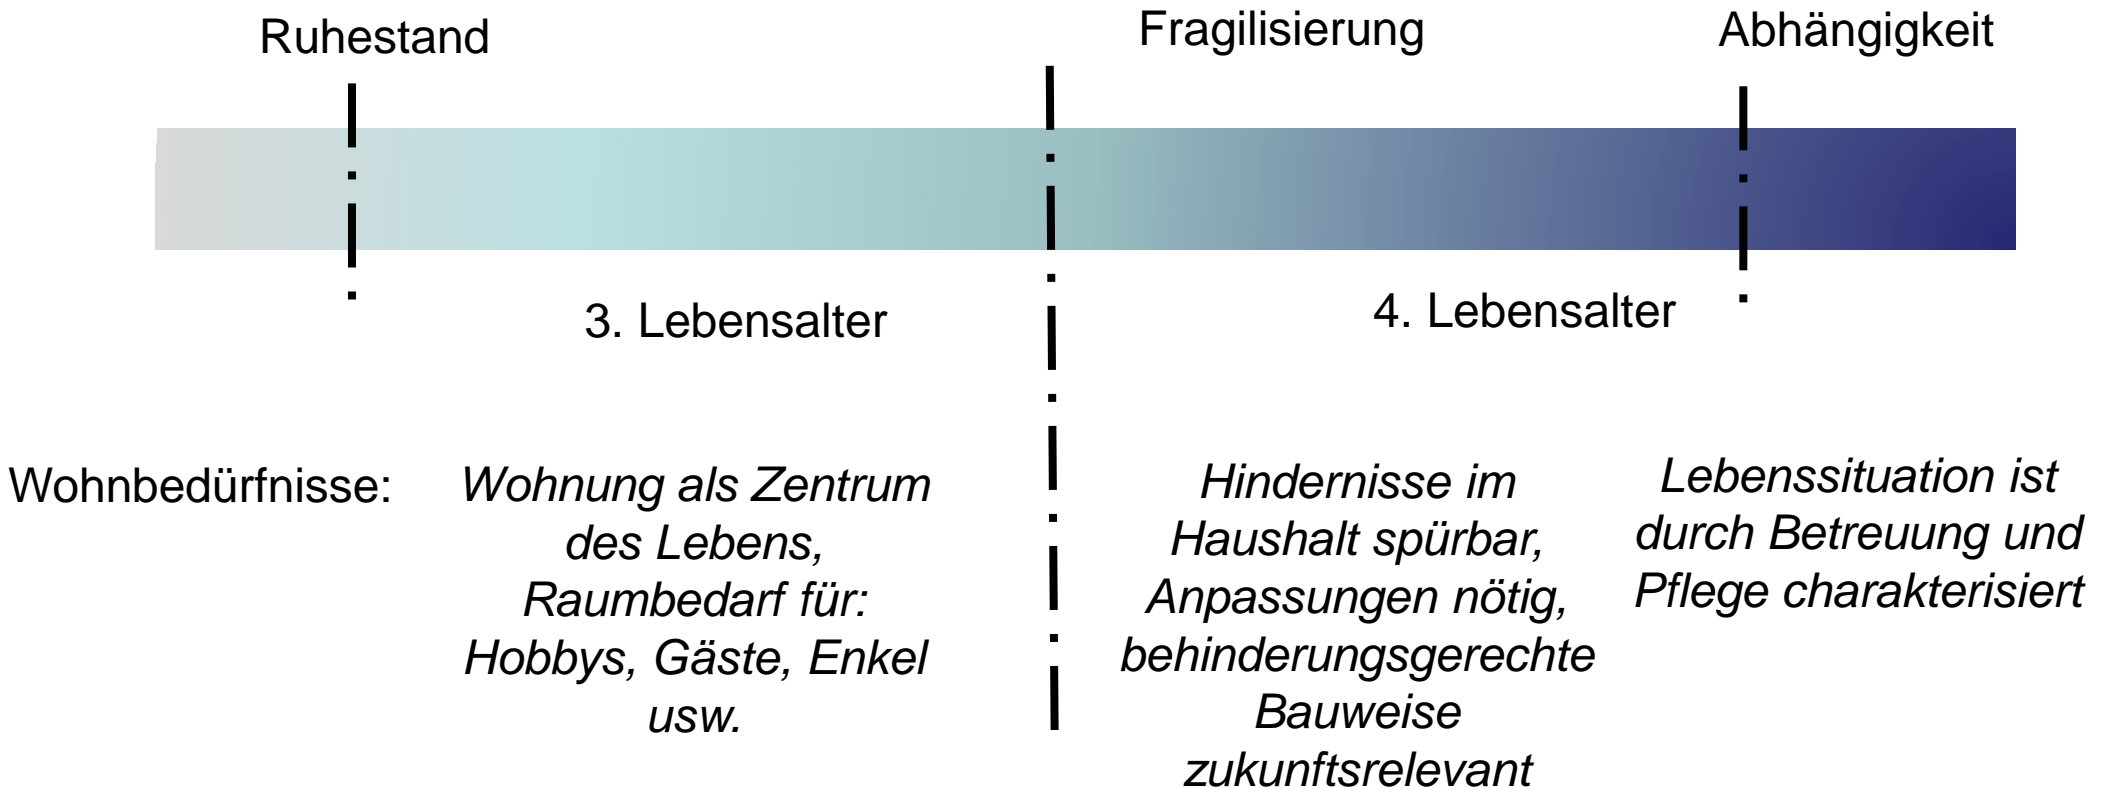 Ruhestand
Fragilisierung
Abhängigkeit
3. Lebensalter
4. Lebensalter
Wohnbedürfnisse:
Wohnung als Zentrum
des Lebens,
Raumbedarf für:
Hobbys, Gäste, Enkel
usw.
Hindernisse im
Haushalt spürbar,
Anpassungen nötig,
behinderungsgerechte
Bauweise
zukunftsrelevant
Lebenssituation ist
durch Betreuung und
Pflege charakterisiert